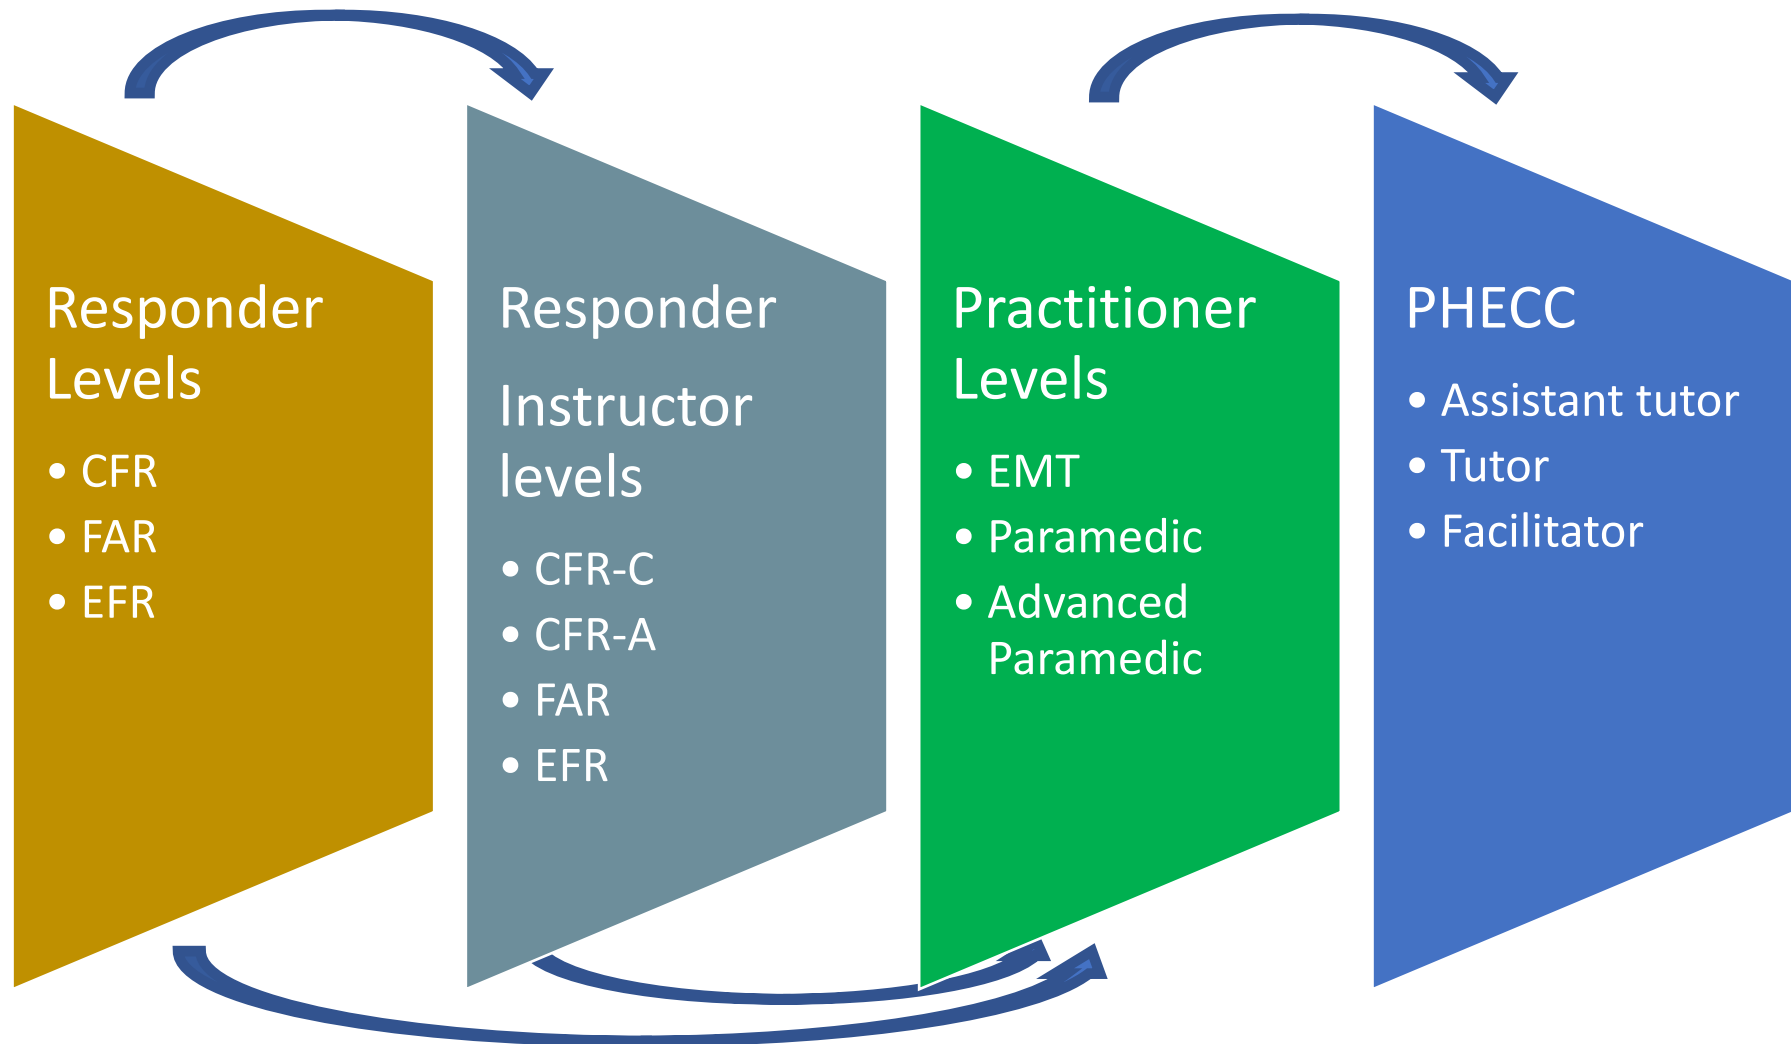 Responder
Levels
• CFR
• FAR
• EFR
Responder
Instructor
levels
• CFR-C
• CFR-A
• FAR
• EFR
Practitioner
Levels
• EMT
• Paramedic
• Advanced
Paramedic
PHECC
• Assistant tutor
• Tutor
• Facilitator